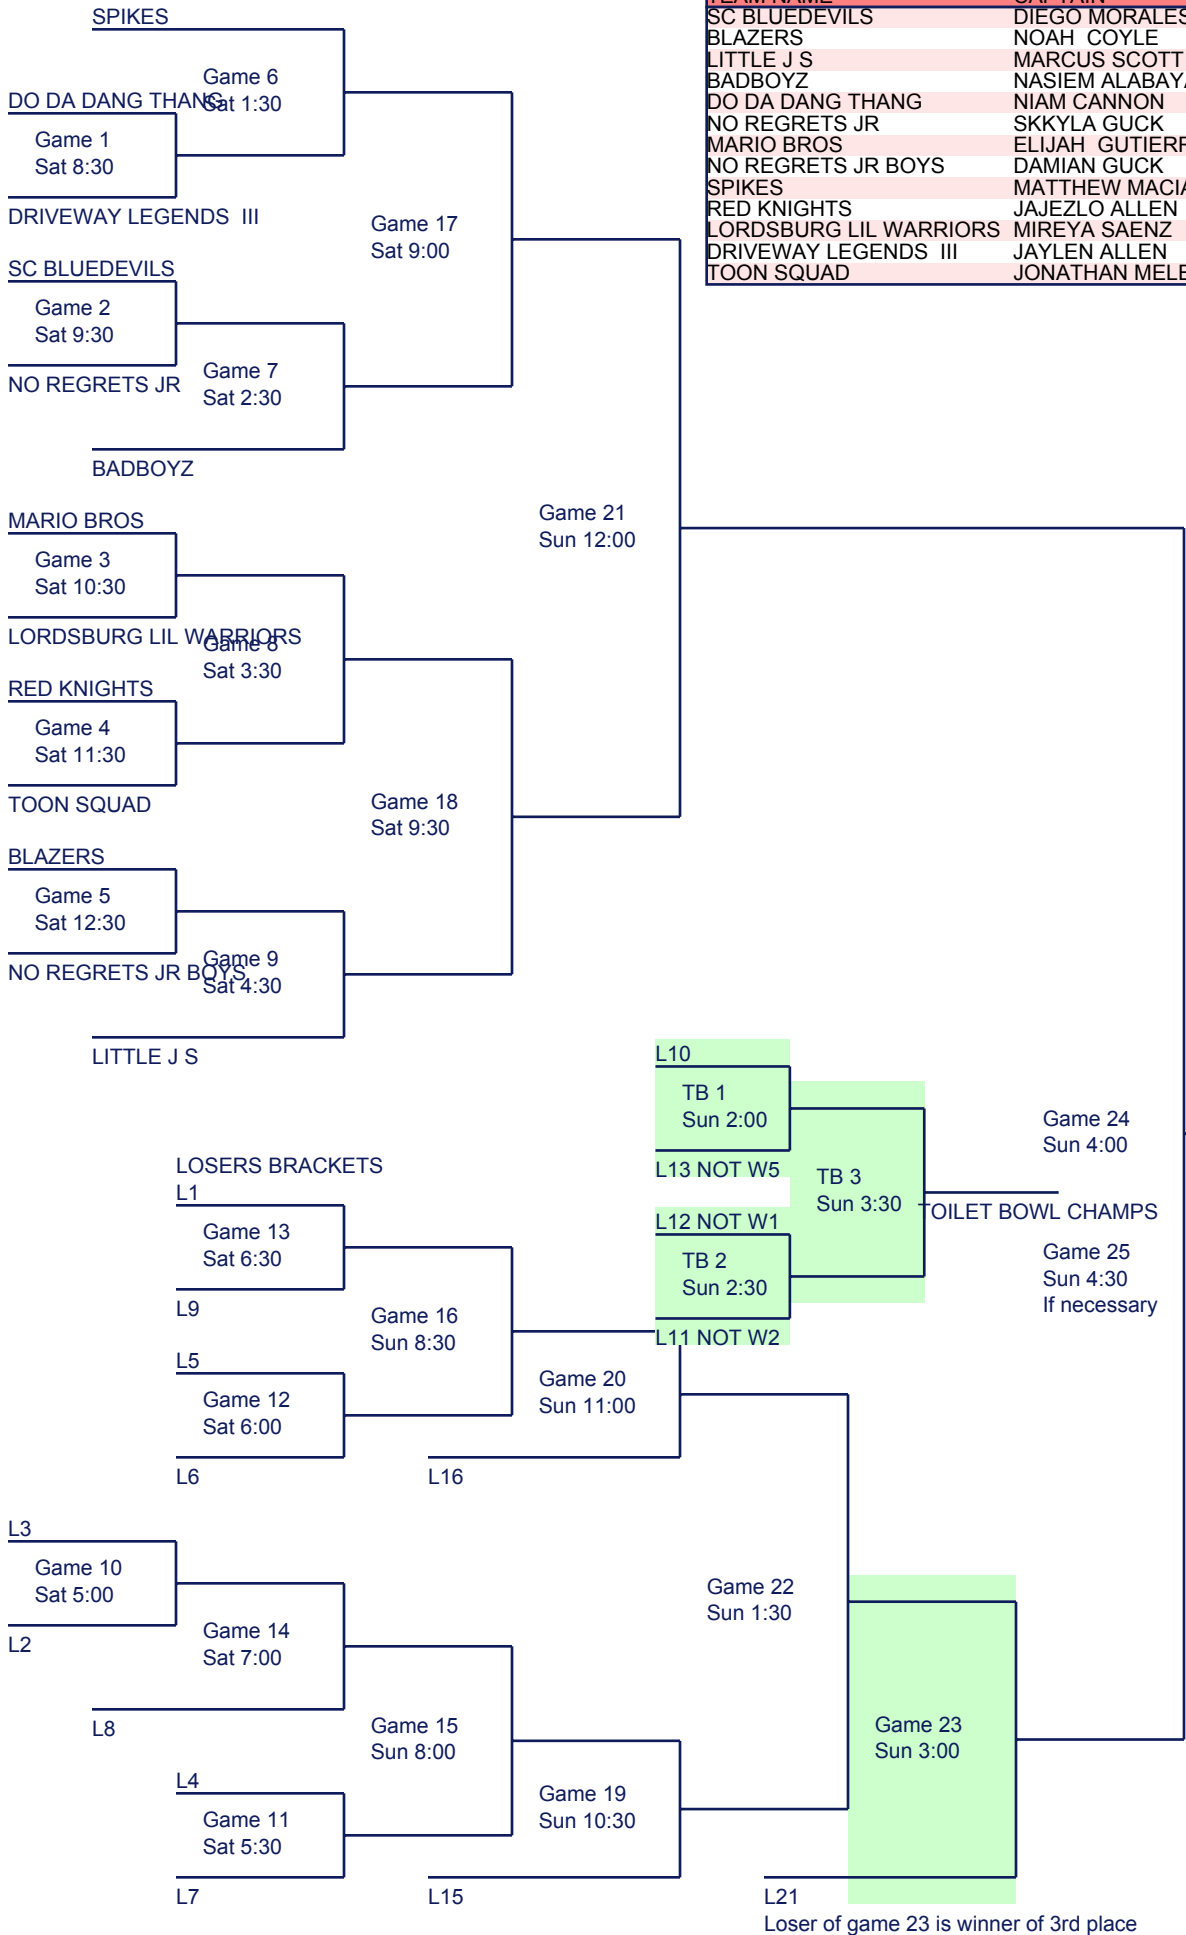 TEAM NAME CAPTAIN
SC BLUEDEVILS DIEGO MORALES
BLAZERS NOAH COYLE
LITTLE J S MARCUS SCOTT
BADBOYZ NASIEM
DO DA DANG THANG NIAM CANNON
NO REGRETS JR SKKYLA GUCK
MARIO BROS ELIJAH
NO REGRETS JR BOYS DAMIAN GUCK
SPIKES MATTHEW
RED KNIGHTS JAJEZLO ALLEN
LORDSBURG LIL WARRIORS MIREYA SAENZ
DRIVEWAY LEGENDS III JAYLEN ALLEN
TOON SQUAD JONATHAN
SPIKES
Game 6
Sat 1:30
DO DA DANG THANG
Game 1
Sat 8:30
DRIVEWAY LEGENDS III
Game 17
Sat 9:00
SC BLUEDEVILS
Game 2
Sat 9:30
NO REGRETS JR
Game 7
Sat 2:30
BADBOYZ
Game 21
Sun 12:00
MARIO BROS
Game 3
Sat 10:30
LORDSBURG LIL WARRIORS
Game 8
Sat 3:30
RED KNIGHTS
Game 4
Sat 11:30
TOON SQUAD
Game 18
Sat 9:30
BLAZERS
Game 5
Sat 12:30
NO REGRETS JR BOYS
Game 9
Sat 4:30
LITTLE J S
L10
TB 1
Sun 2:00
L13 NOT W5
TB 3
Sun 3:30
L12 NOT W1
TB 2
Sun 2:30
L11 NOT W2
TOILET BOWL CHAMPS
Game 24
Sun 4:00
Game 25
Sun 4:30
If necessary
LOSERS BRACKETS
L1
Game 13
Sat 6:30
L9
Game 16
Sun 8:30
L5
Game 12
Sat 6:00
L6
Game 20
Sun 11:00
L16
L3
Game 10
Sat 5:00
L2
Game 14
Sat 7:00
L8
Game 15
Sun 8:00
L4
Game 11
Sat 5:30
L7
Game 19
Sun 10:30
L15
Game 22
Sun 1:30
Game 23
Sun 3:00
L21
Loser of game 23 is winner of 3rd place